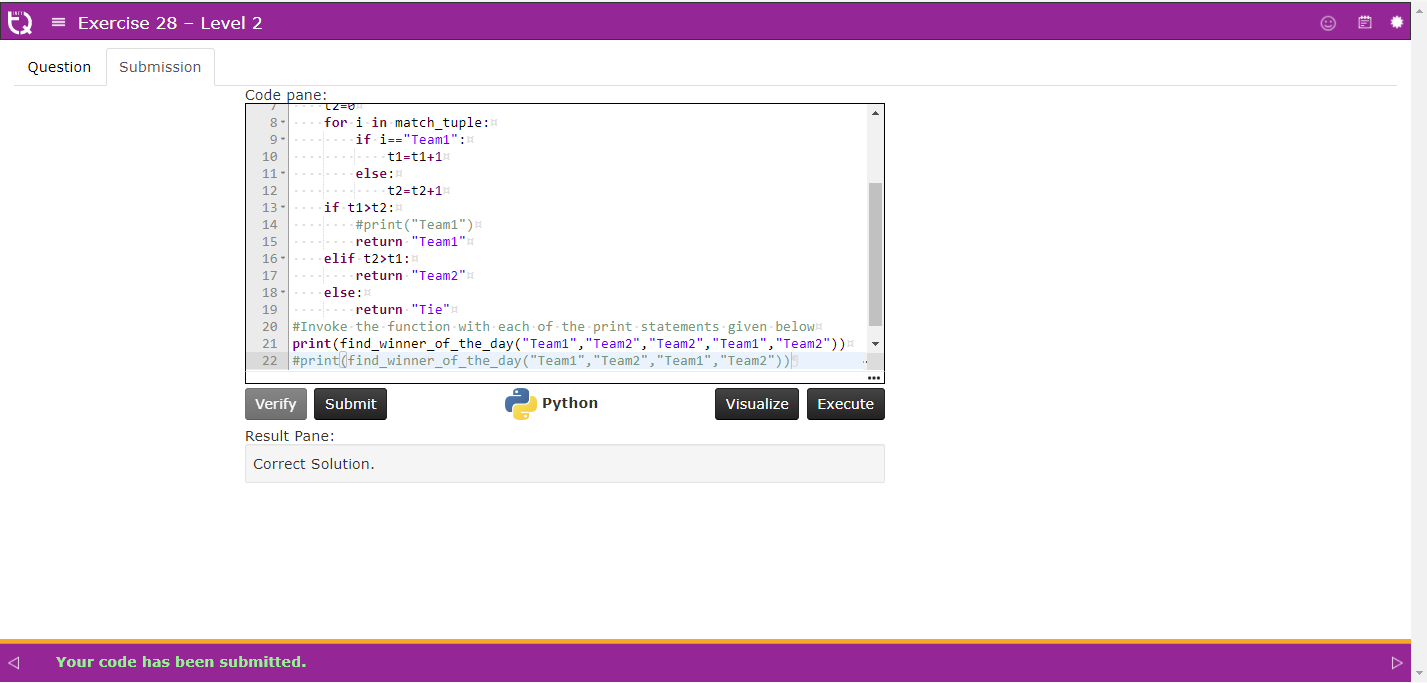 Exercise 28 – Level 2
Question
Submission
Code pane:
7     t2=0
8     for i in match_tuple:
9         if i=="Team1":
10             t1=t1+1
11         else:
12             t2=t2+1
13     if t1>t2:
14         #print("Team1")
15         return "Team1"
16     elif t2>t1:
17         return "Team2"
18     else:
19         return "Tie"
20 #Invoke the function with each of the print statements given below
21 print(find_winner_of_the_day("Team1","Team2","Team2","Team1","Team2"))
22 #print(find_winner_of_the_day("Team1","Team2","Team1","Team2"))
Verify
Submit
Python
Visualize
Execute
Result Pane:
Correct Solution.
Your code has been submitted.